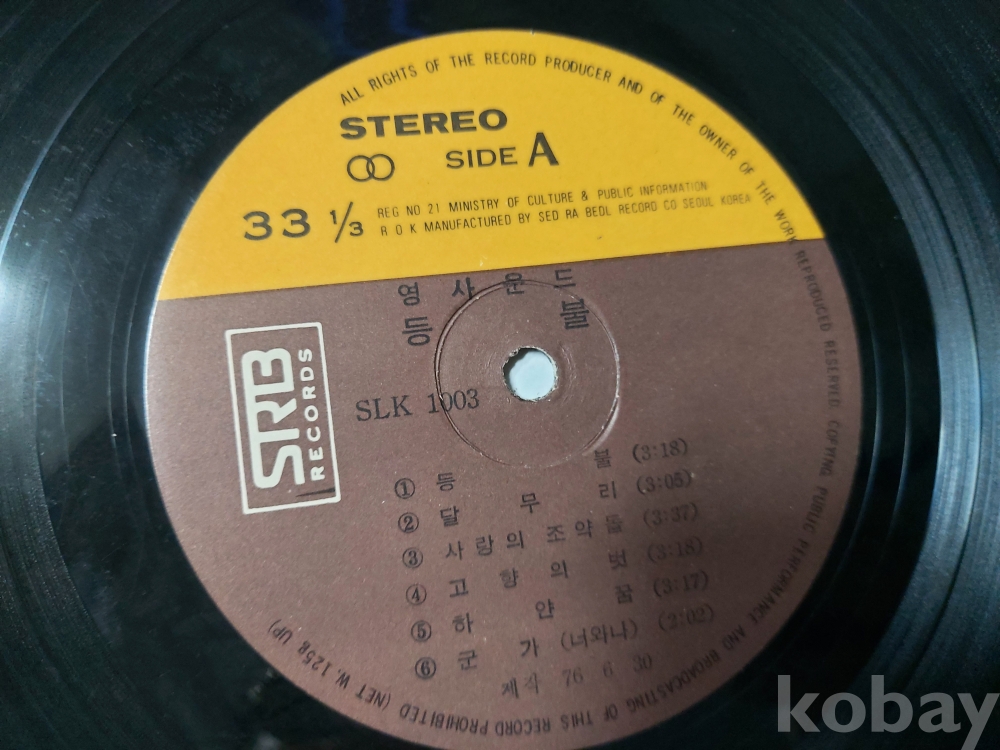 ALL RIGHTS OF THE RECORD PRODUCER AND OF THE OWNER OF THE WORK REPRODUCED RESERVED. COPYING PUBLIC PERFORMANCE AND BROADCASTING OF THIS RECORD PROHIBITED (NET W. 125g UP)
STEREO
SIDE A
33 1/3
REG NO 21 MINISTRY OF CULTURE & PUBLIC INFORMATION
R O K MANUFACTURED BY SEO RA BEOL RECORD CO SEOUL KOREA
영 사 운 드
등 불
STRB
RECORDS
SLK 1003
① 등 불 (3:18)
② 달 무 리 (3:05)
③ 사랑의 조약돌 (3:37)
④ 고 향 의 벗 (3:18)
⑤ 하 얀 꿈 (3:17)
⑥ 군 가 (너와나) (2:02)
제작 76 6 30
kobay